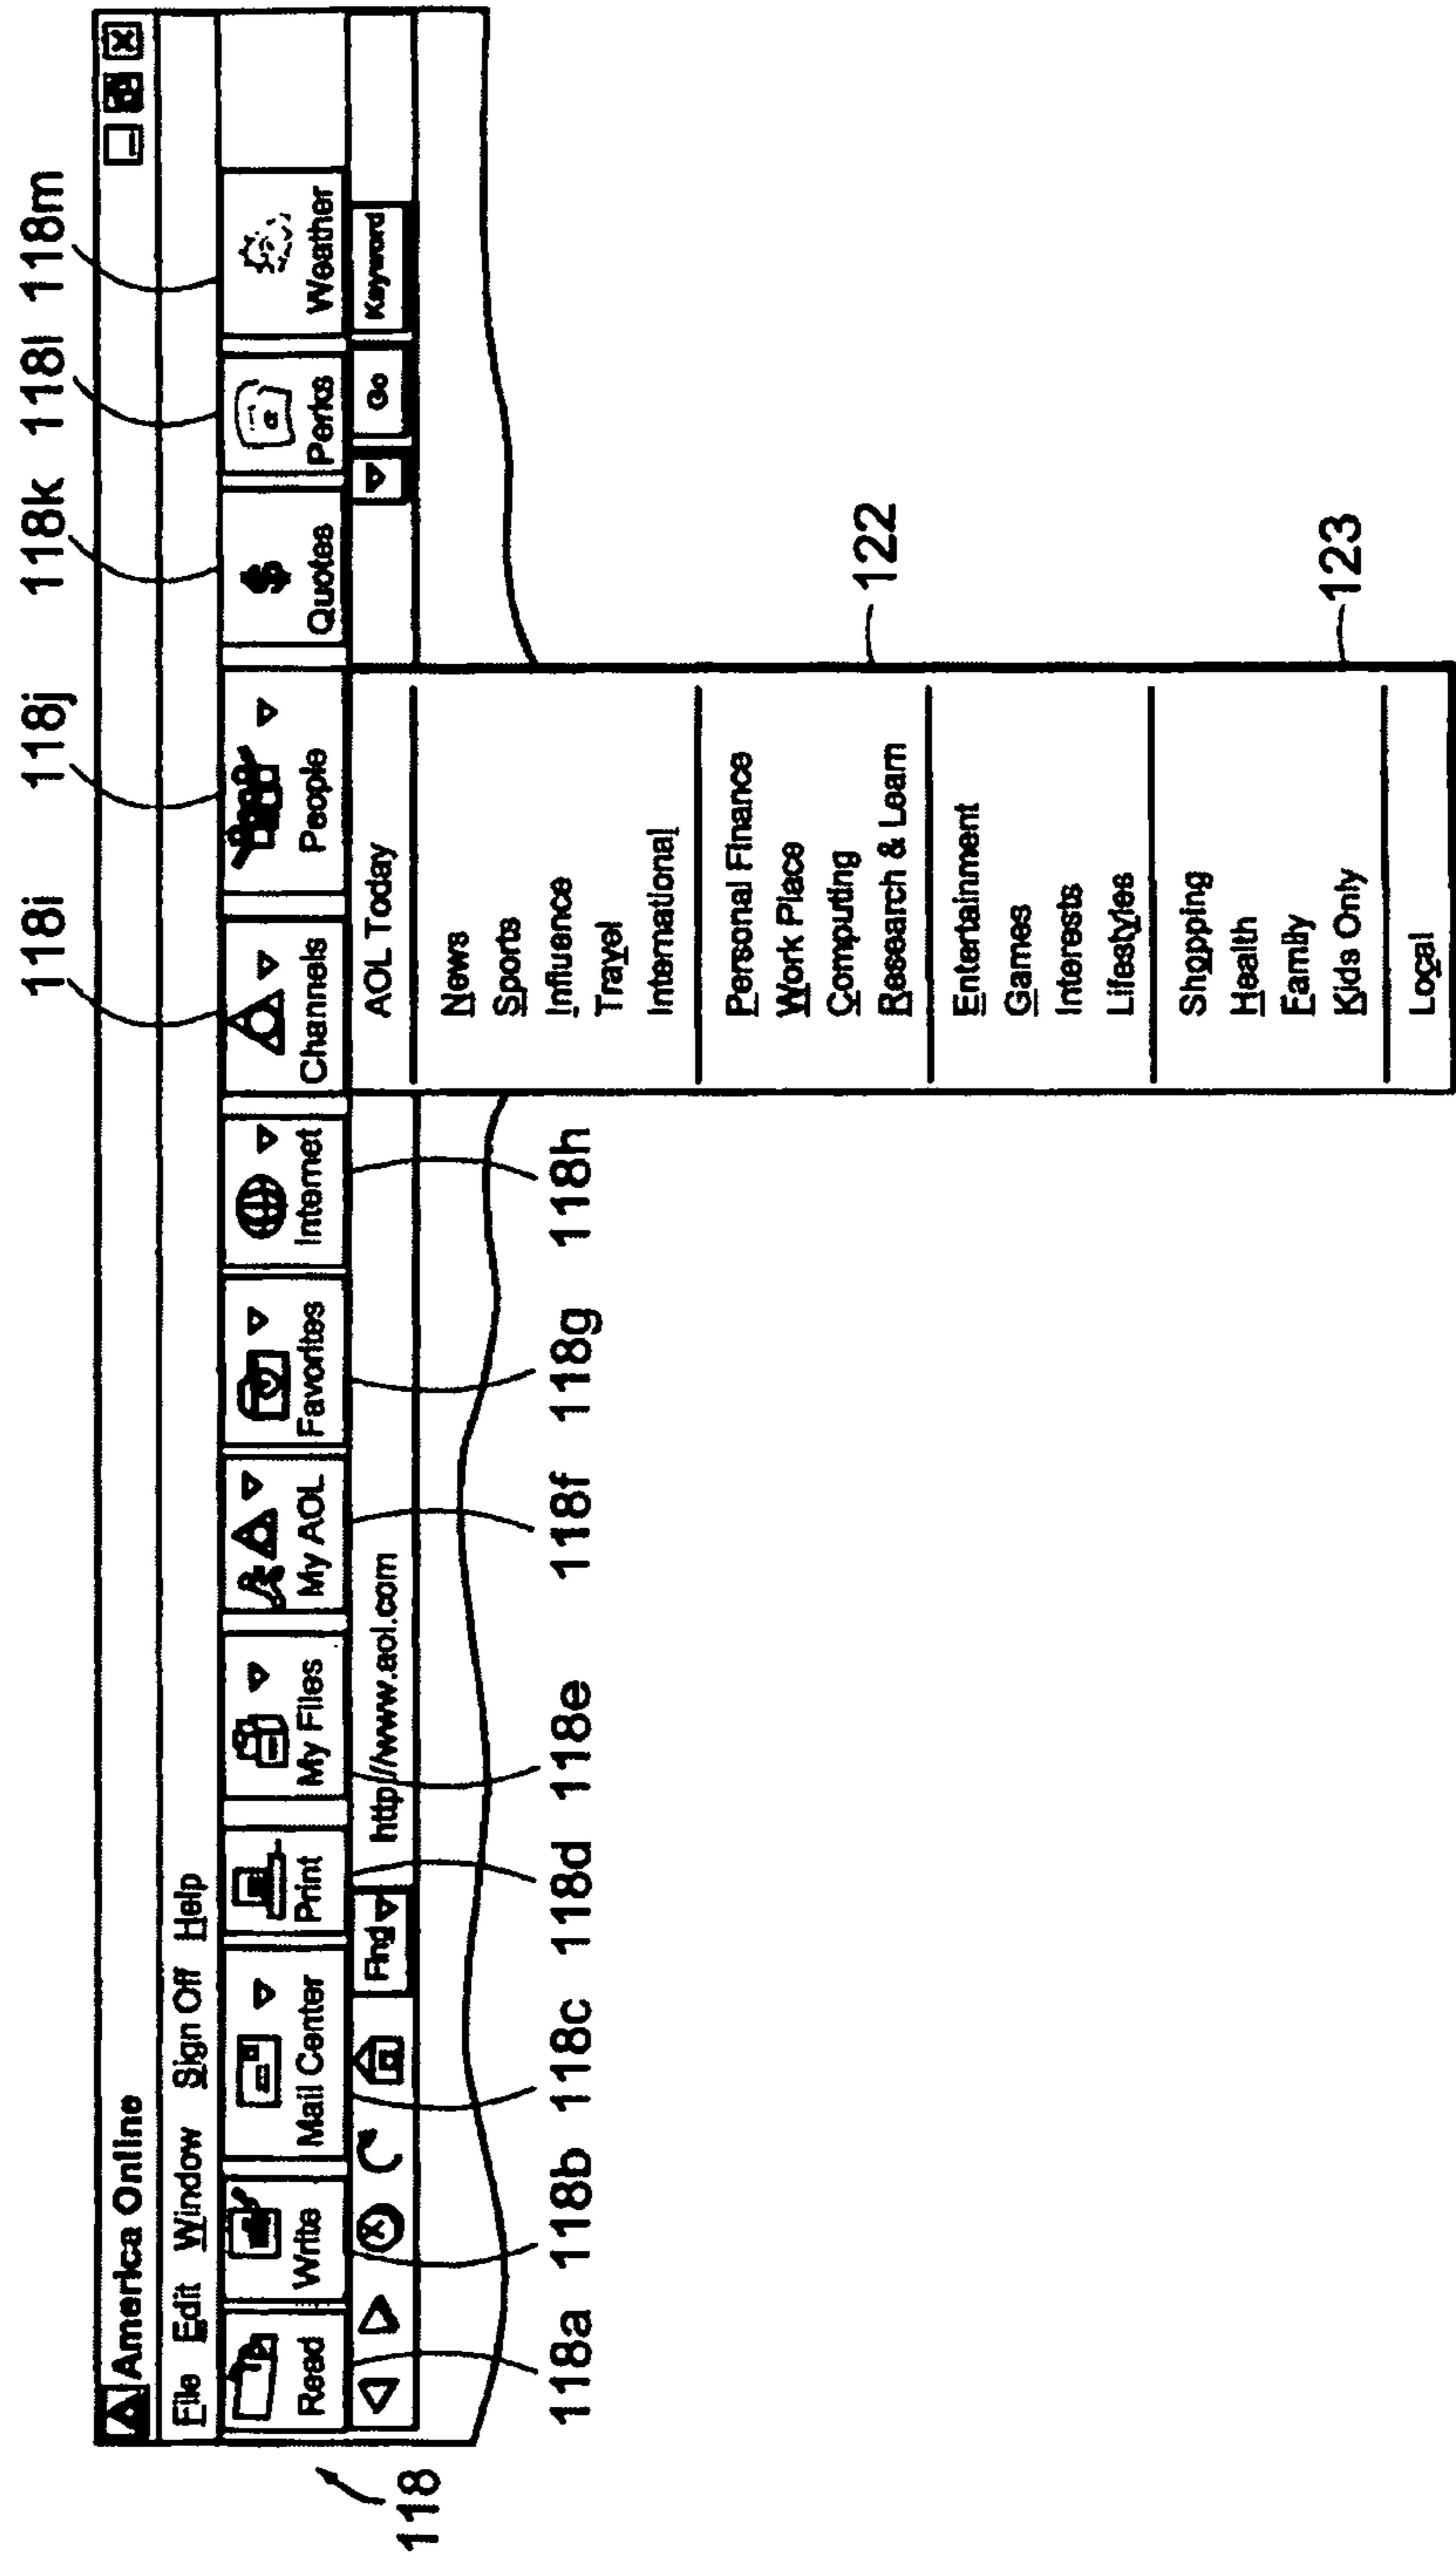 118i 118j 118k 118l 118m
America Online
File Edit Window Sign Off Help
Read Write Mail Center Print My Files My AOL Favorites Internet Channels People Quotes Perks Weather
Find http://www.aol.com Go Keyword
118
118a 118b 118c 118d 118e 118f 118g 118h
AOL Today
News
Sports
Influence
Travel
International
Personal Finance
Work Place
Computing
Research & Learn
122
Entertainment
Games
Interests
Lifestyles
Shopping
Health
Family
Kids Only
123
Local